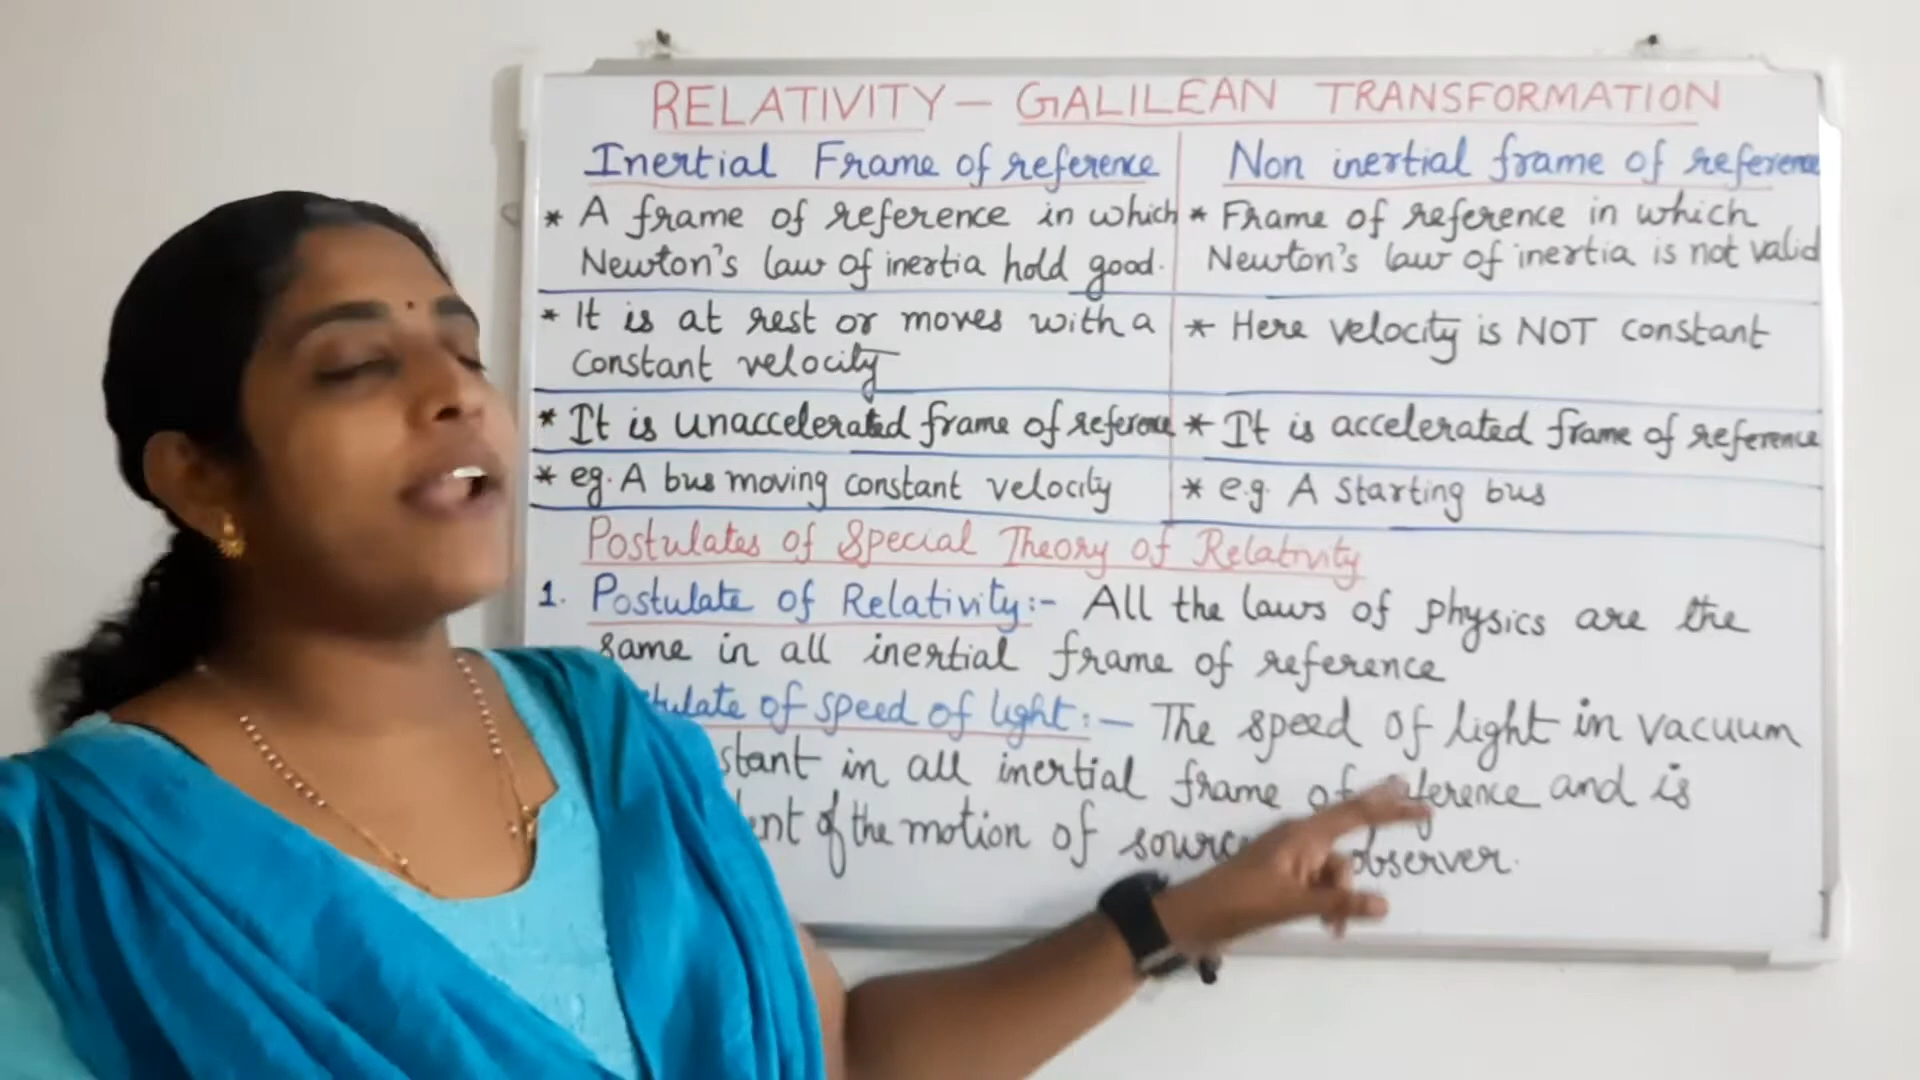 RELATIVITY – GALILEAN TRANSFORMATION
Inertial Frame of reference
* A frame of reference in which
Newton's law of inertia hold good.
* It is at rest or moves with a
constant velocity
* It is unaccelerated frame of reference
* eg. A bus moving constant velocity
Non inertial frame of reference
* Frame of reference in which
Newton's law of inertia is not valid
* Here velocity is NOT constant
* It is accelerated frame of reference
* e.g. A starting bus
Postulates of Special Theory of Relativity
1. Postulate of Relativity:- All the laws of physics are the
same in all inertial frame of reference
of speed of light:- The speed of light in vacuum
in all inertial frame of and is
of the motion of observer.